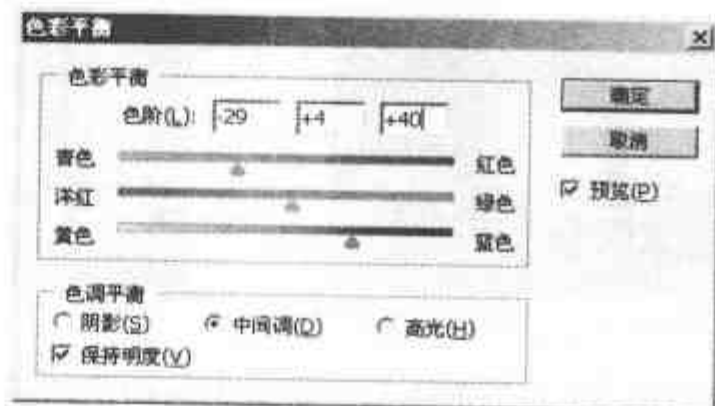 色彩平衡
色彩平衡
色阶(L): -29 +4 +40
青色 红色
洋红 绿色
黄色 蓝色
色调平衡
阴影(S) 中间调(D) 高光(H)
保持明度(V)
确定
取消
预览(P)